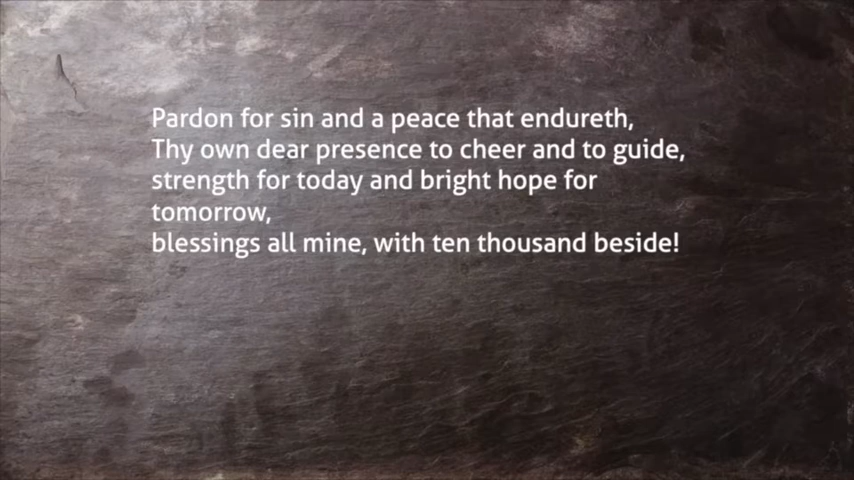 Pardon for sin and a peace that endureth,
Thy own dear presence to cheer and to guide,
strength for today and bright hope for
tomorrow,
blessings all mine, with ten thousand beside!